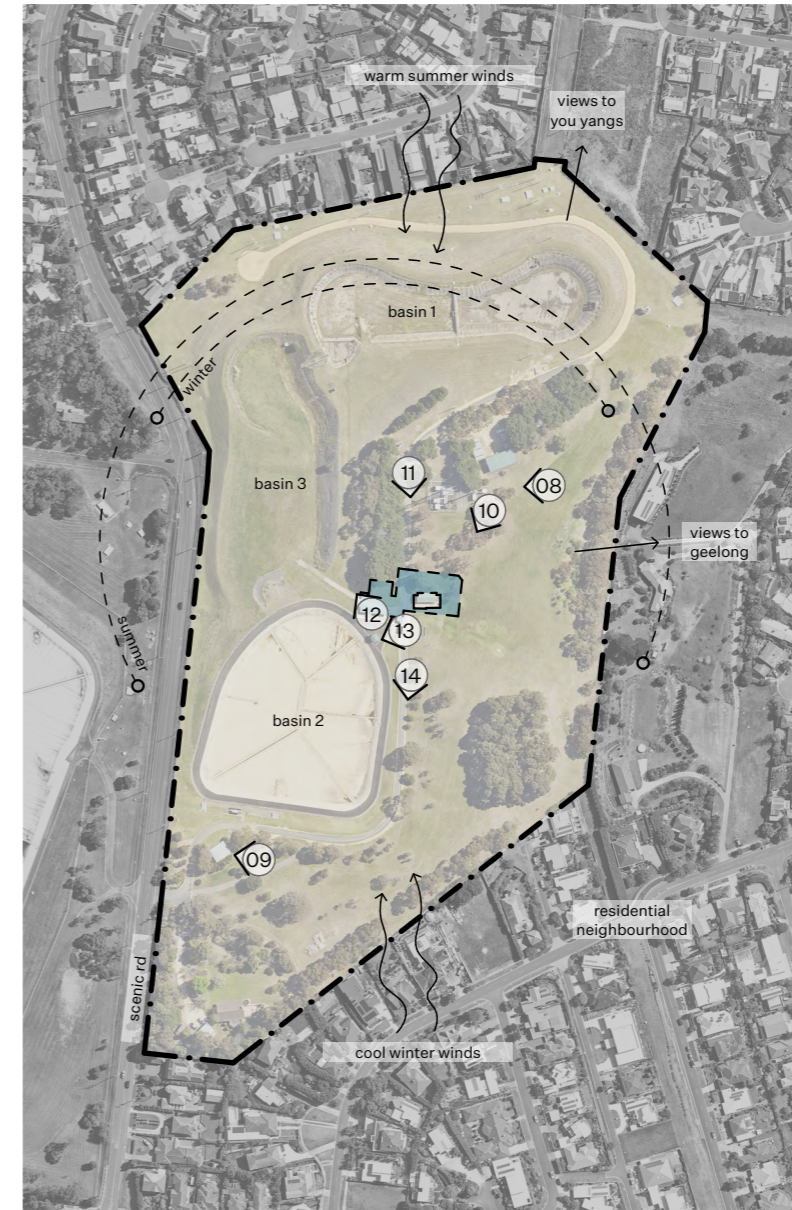 warm summer winds
views to
you yangs
basin 1
winter
11
08
basin 3
10
views to
geelong
12
13
summer
14
basin 2
09
residential
neighbourhood
scenic rd
cool winter winds